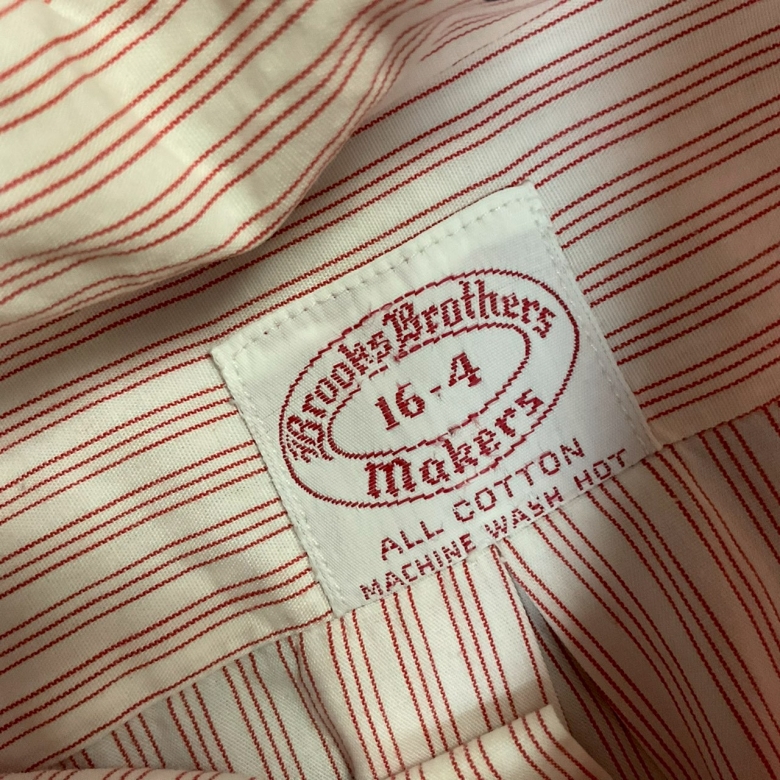 Brooks Brothers
16-4
Makers
ALL COTTON
MACHINE WASH HOT